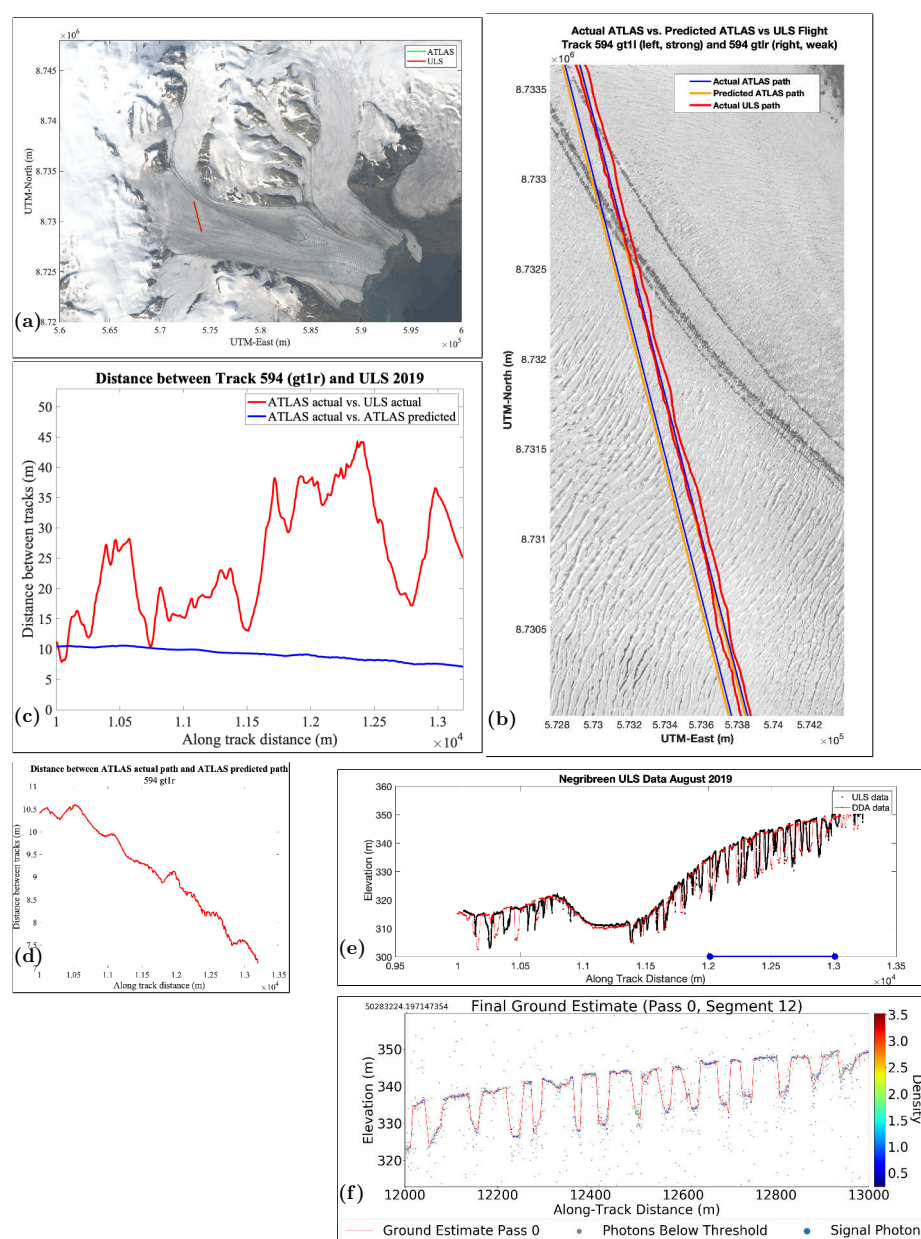 ×10⁶
ATLAS
ULS
8.745
8.74
8.735
8.73
8.725
8.72
UTM-North (m)
5.6 5.65 5.7 5.75 5.8 5.85 5.9 5.95 6
UTM-East (m)
×10⁵
(a)
Actual ATLAS vs. Predicted ATLAS vs ULS Flight
Track 594 gt1l (left, strong) and 594 gtlr (right, weak)
×10⁶
Actual ATLAS path
Predicted ATLAS path
Actual ULS path
8.7335
8.733
8.7325
8.732
8.7315
8.731
8.7305
UTM-North (m)
5.728 5.73 5.732 5.734 5.736 5.738 5.74 5.742
UTM-East (m)
×10⁵
(b)
Distance between Track 594 (gt1r) and ULS 2019
ATLAS actual vs. ULS actual
ATLAS actual vs. ATLAS predicted
50
45
40
35
30
25
20
15
10
5
0
Distance between tracks (m)
1 1.05 1.1 1.15 1.2 1.25 1.3
Along track distance (m)
×10⁴
(c)
Distance between ATLAS actual path and ATLAS predicted path
594 gt1r
11
10.5
10
9.5
9
8.5
8
7.5
7
Distance between tracks (m)
1 1.05 1.1 1.15 1.2 1.25 1.3 1.35
Along track distance (m)
×10⁴
(d)
Negribreen ULS Data August 2019
ULS data
DDA data
360
350
340
330
320
310
300
Elevation (m)
0.95 1 1.05 1.1 1.15 1.2 1.25 1.3 1.35
Along Track Distance (m)
×10⁴
(e)
50283224.197147354
Final Ground Estimate (Pass 0, Segment 12)
350
340
330
320
Elevation (m)
12000 12200 12400 12600 12800 13000
Along-Track Distance (m)
3.5
3.0
2.5
2.0
1.5
1.0
0.5
Density
(f)
Ground Estimate Pass 0 Photons Below Threshold Signal Photon